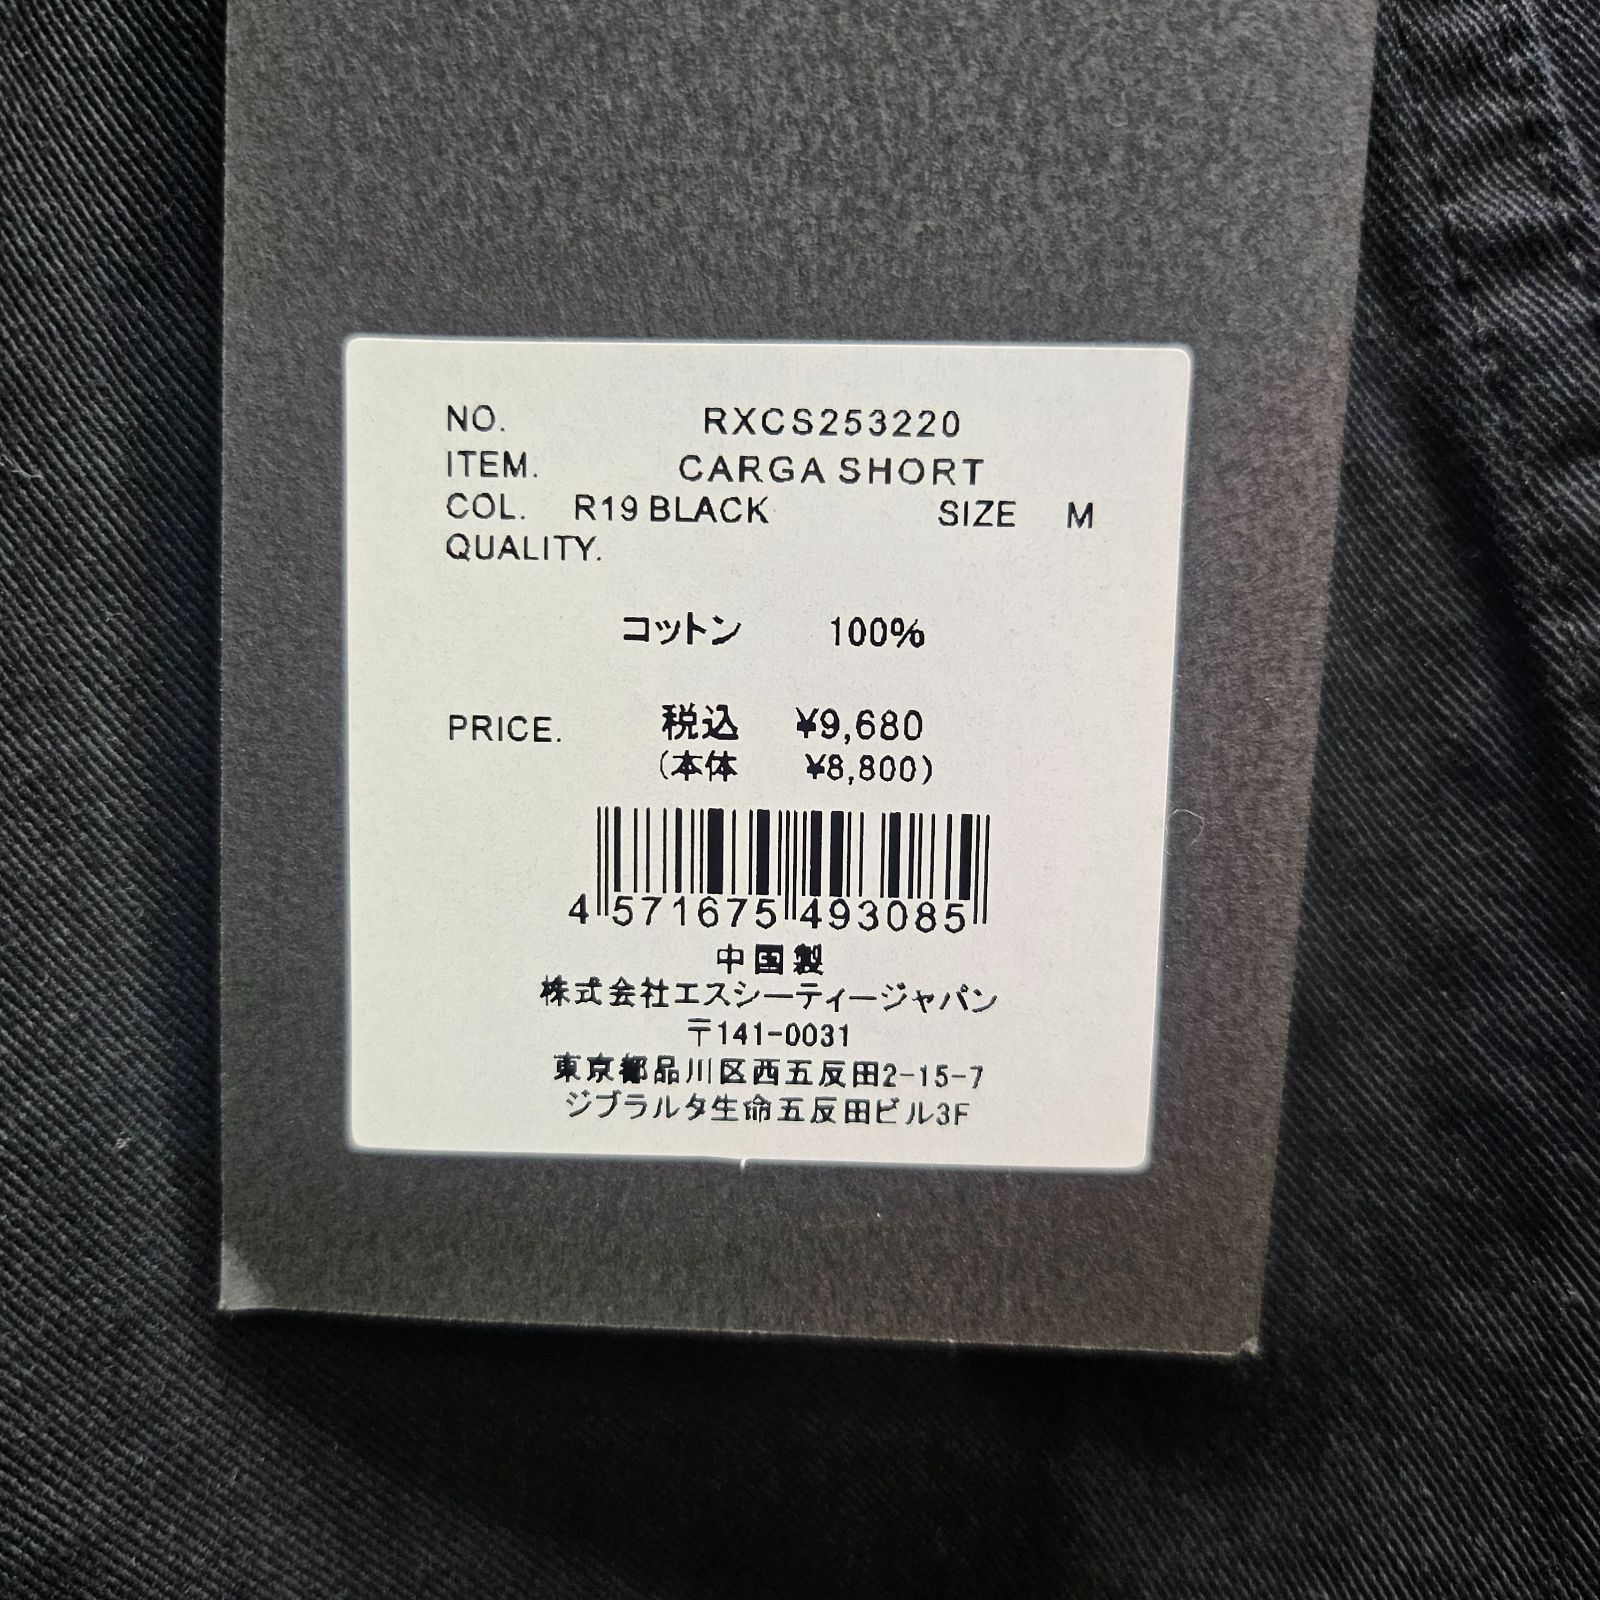 NO. RXCS253220
ITEM. CARGA SHORT
COL. R19 BLACK SIZE M
QUALITY.
コットン 100%
PRICE. 税込 ¥9,680
(本体 ¥8,800)
4 571675 493085
中国製
株式会社エスシーティージャパン
〒141-0031
東京都品川区西五反田2-15-7
ジブラルタ生命五反田ビル3F